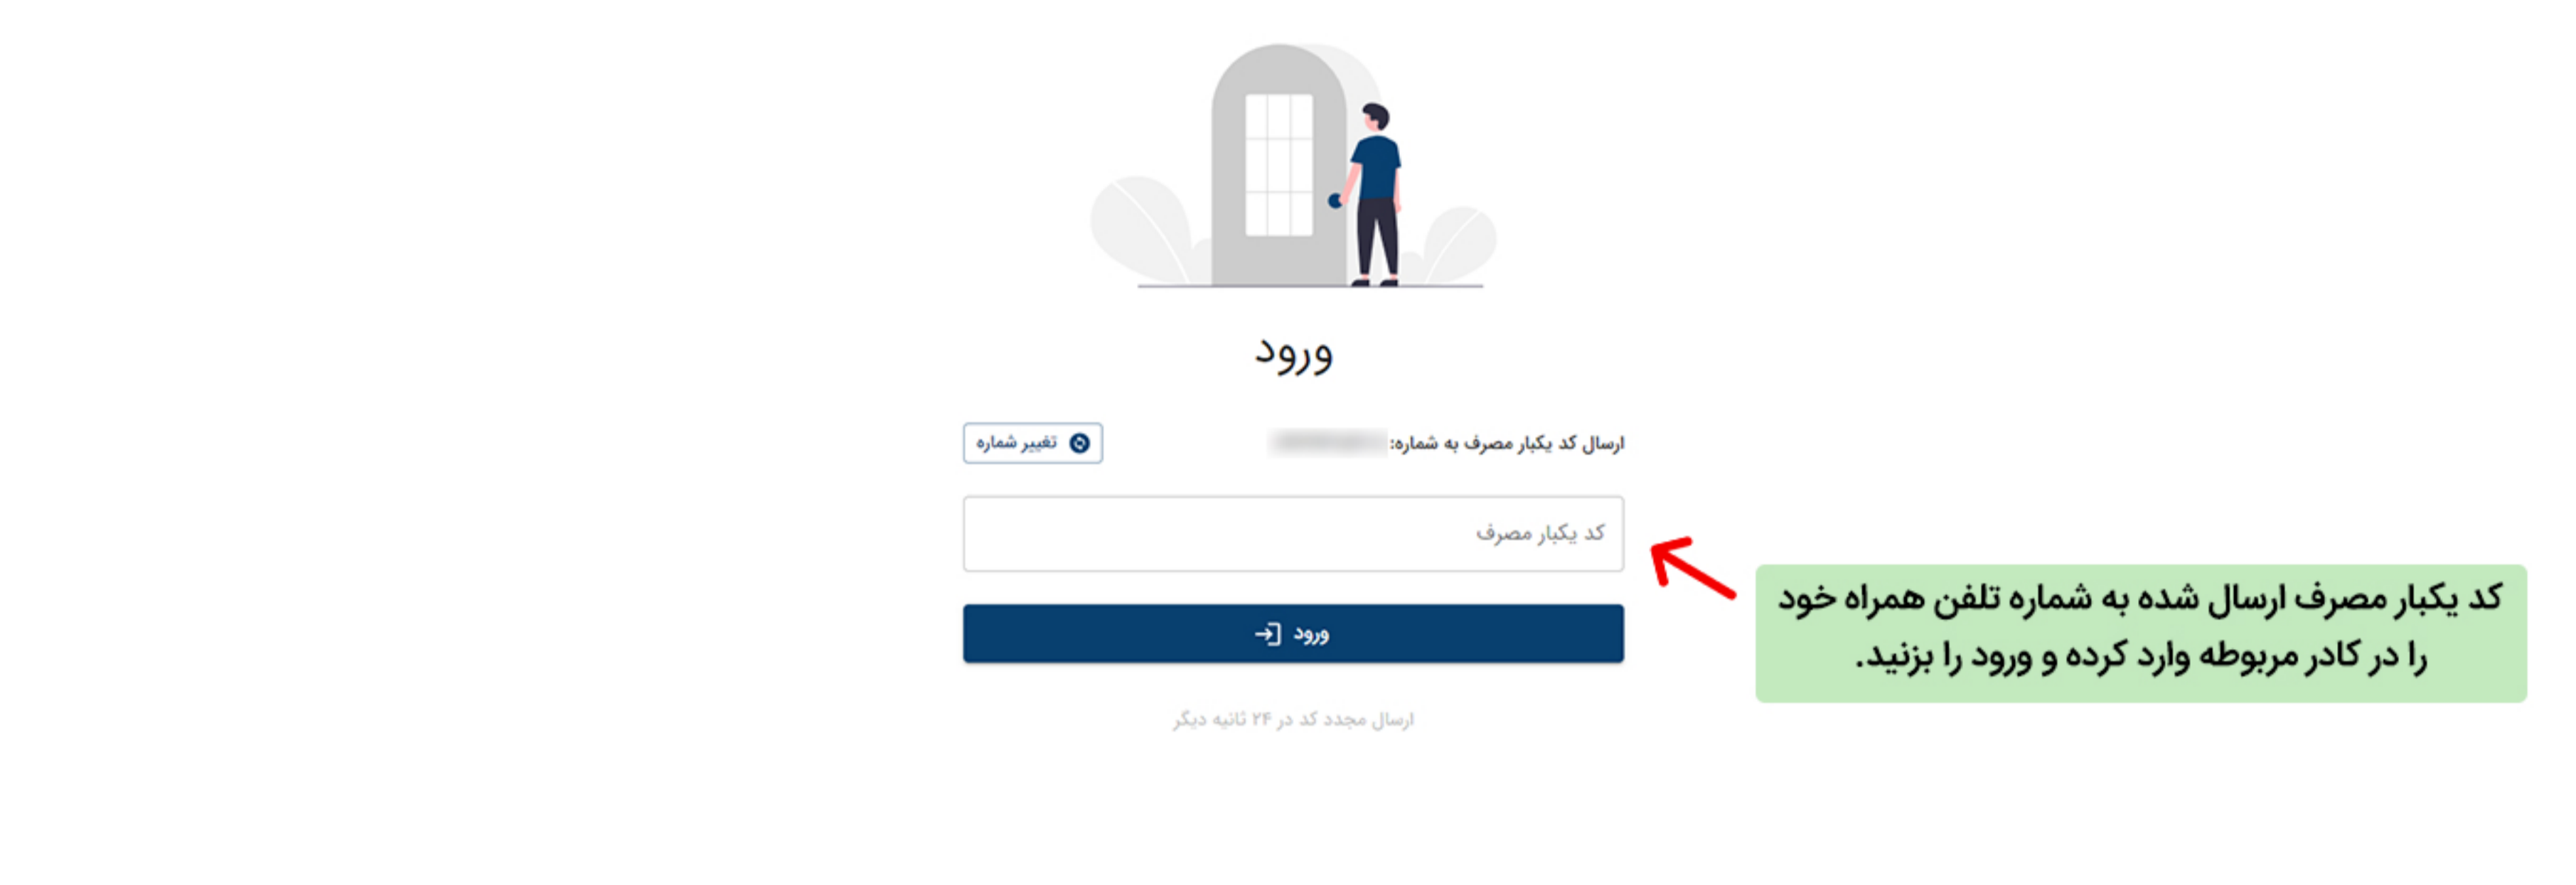 ورود
ارسال کد یکبار مصرف به شماره:
تغییر شماره
کد یکبار مصرف
ورود
ارسال مجدد کد در ۲۴ ثانیه دیگر
کد یکبار مصرف ارسال شده به شماره تلفن همراه خود
را در کادر مربوطه وارد کرده و ورود را بزنید.